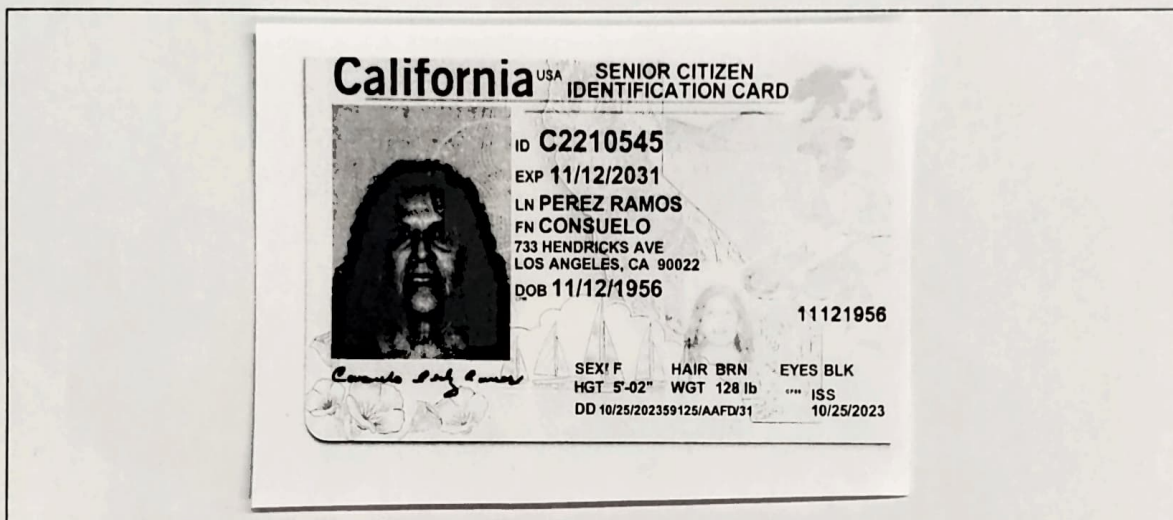 California USA SENIOR CITIZEN
IDENTIFICATION CARD
ID C2210545
EXP 11/12/2031
LN PEREZ RAMOS
FN CONSUELO
733 HENDRICKS AVE
LOS ANGELES, CA 90022
DOB 11/12/1956
11121956
SEX F HAIR BRN EYES BLK
HGT 5'-02" WGT 128 lb
ISS
DD 10/25/202359125/AAFD/31 10/25/2023